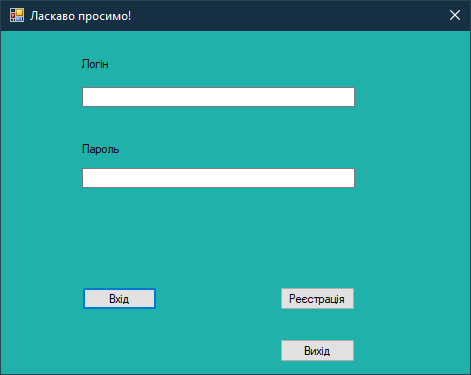 Ласкаво просимо!
Логін
Пароль
Вхід
Реєстрація
Вихід